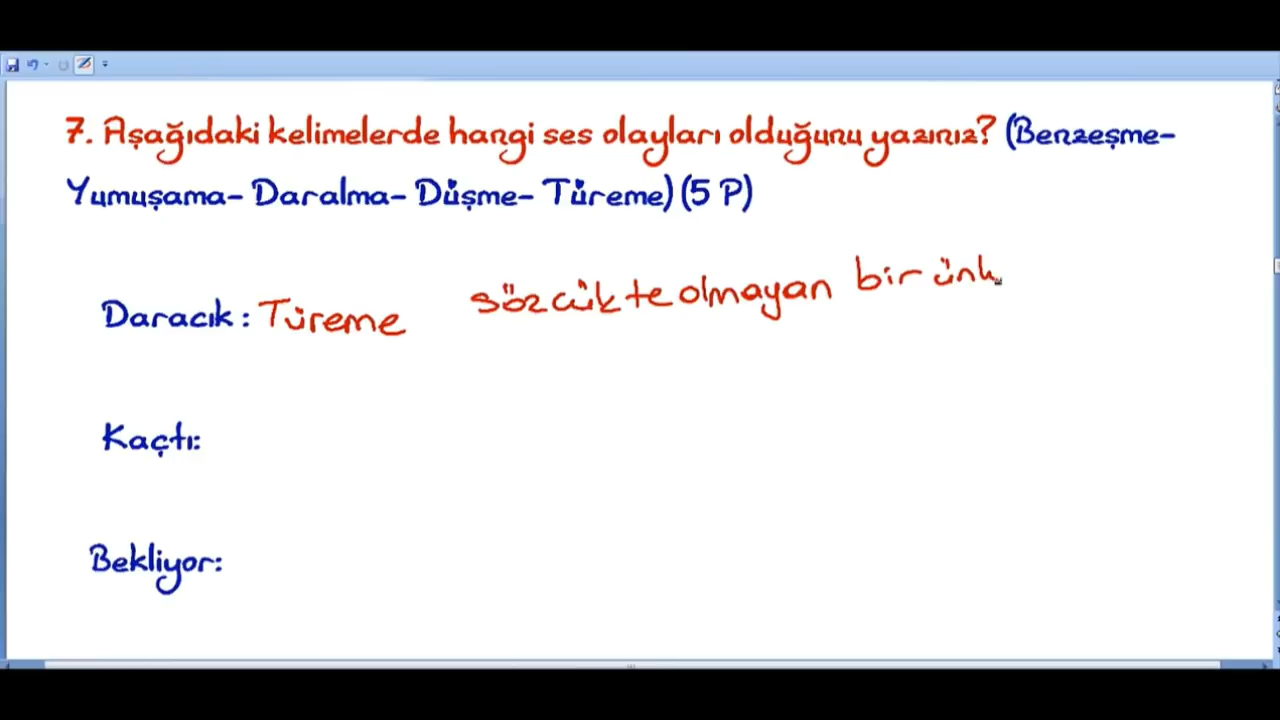 7. Aşağıdaki kelimelerde hangi ses olayları olduğunu yazınız? (Benzeşme-
Yumuşama- Daralma- Düşme- Türeme) (5 P)
Daracık: Türeme sözcükte olmayan bir ünl
Kaçtı:
Bekliyor: